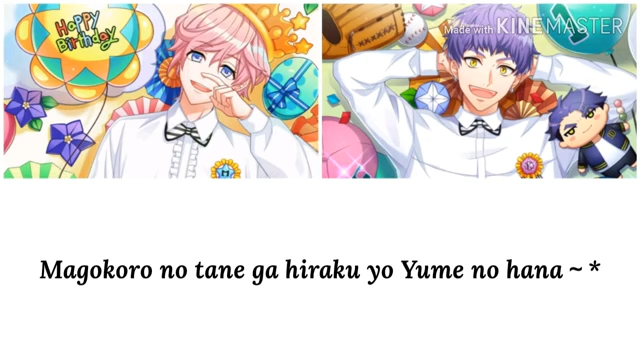 Happy
Birthday
Made with KINEMASTER
Magokoro no tane ga hiraku yo Yume no hana ~ *